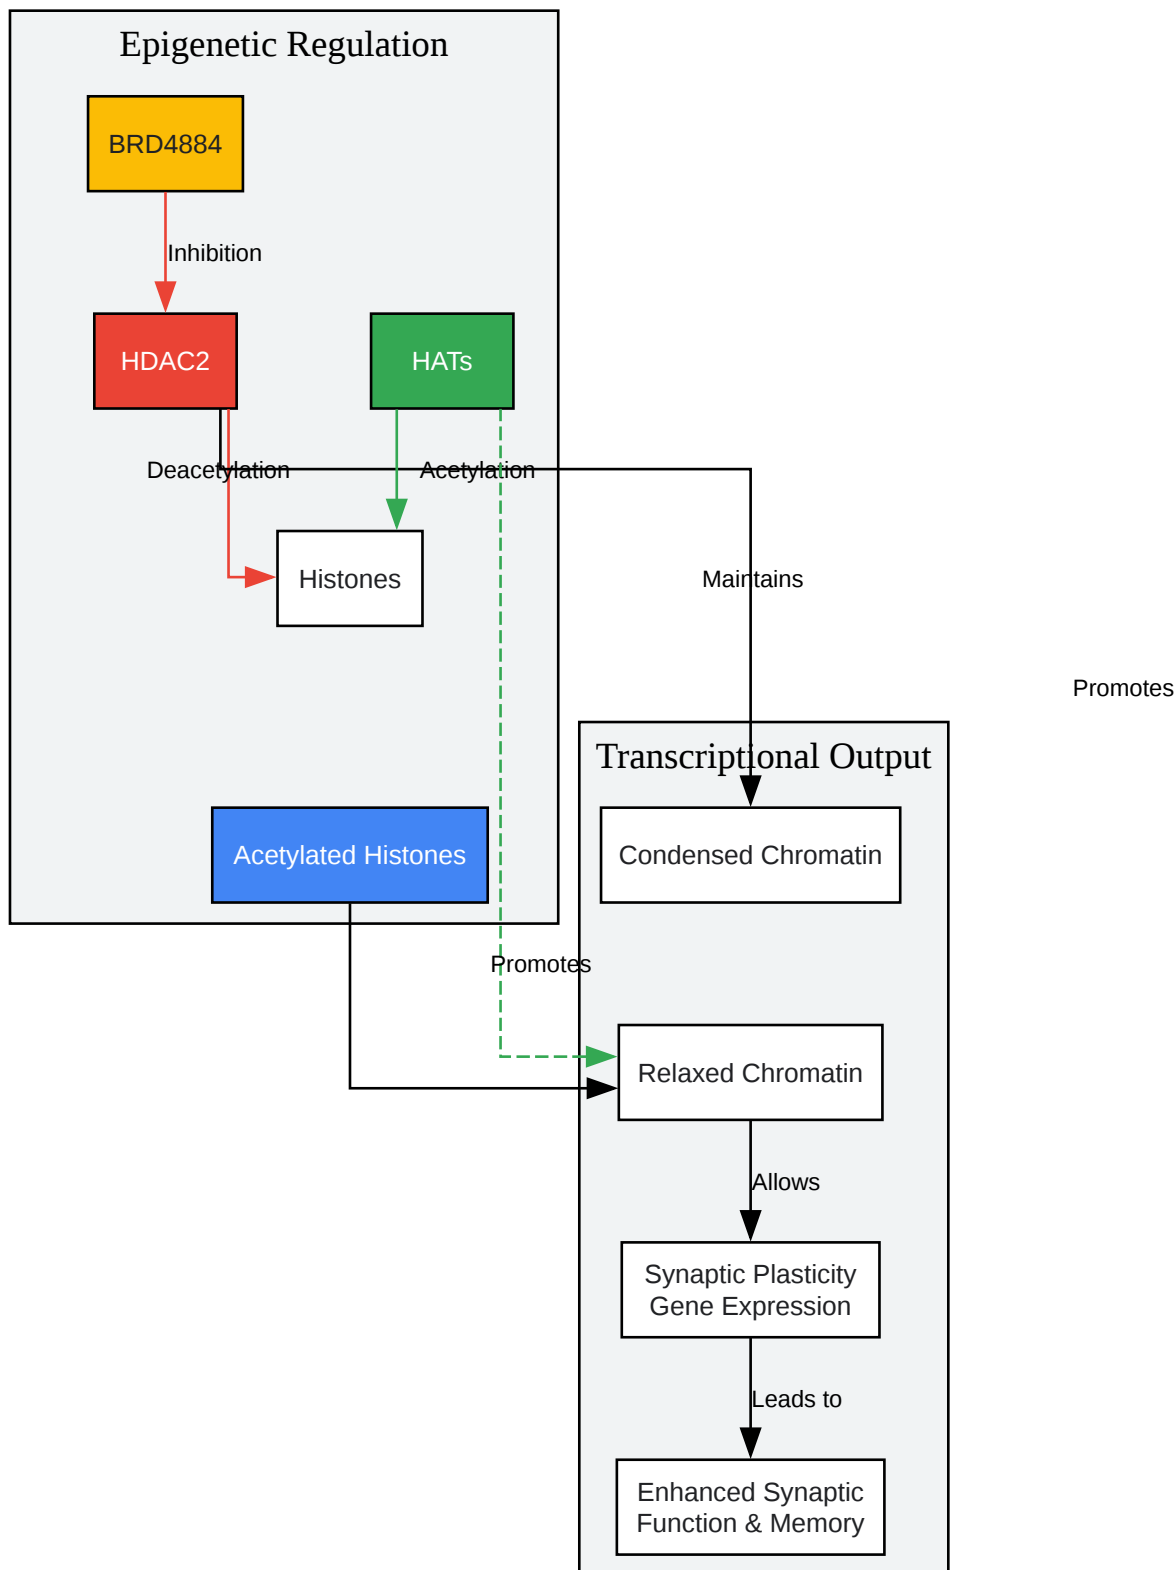 Epigenetic Regulation
BRD4884
Inhibition
HDAC2
HATs
Deacetylation
Acetylation
Histones
Maintains
Promotes
Transcriptional Output
Acetylated Histones
Condensed Chromatin
Promotes
Relaxed Chromatin
Allows
Synaptic Plasticity
Gene Expression
Leads to
Enhanced Synaptic
Function & Memory